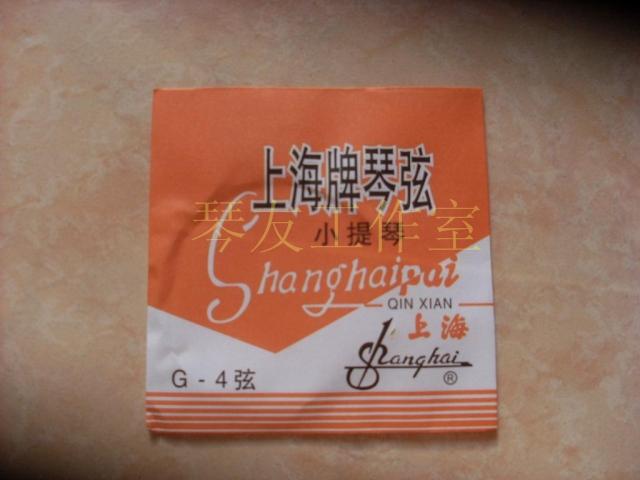 上海牌琴弦
琴友工作室
小提琴
Shanghaipai
QIN XIAN
上海
Shanghai
®
G - 4弦